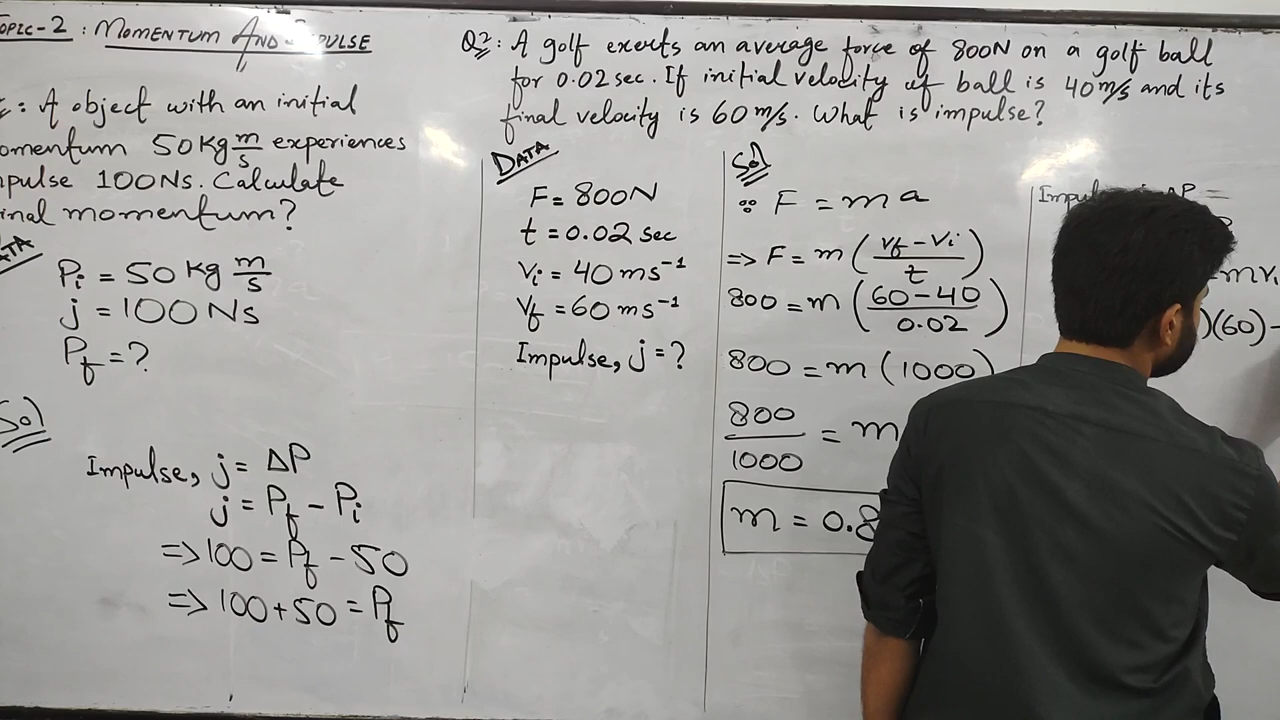 TOPIC-2 : MOMENTUM AND IMPULSE
: A object with an initial
momentum 50 Kg m/s experiences
impulse 100 Ns. Calculate
final momentum?
DATA
Pi = 50 kg m/s
j = 100 Ns
Pf = ?
Sol
Impulse, j = ΔP
j = Pf - Pi
=> 100 = Pf - 50
=> 100 + 50 = Pf
Q2: A golf exerts an average force of 800N on a golf ball
for 0.02 sec. If initial velocity of ball is 40 m/s and its
final velocity is 60 m/s. What is impulse?
DATA
F = 800N
t = 0.02 sec
Vi = 40 ms⁻¹
Vf = 60 ms⁻¹
Impulse, j = ?
Sol
∵ F = ma
=> F = m (Vf - Vi / t)
800 = m (60 - 40 / 0.02)
800 = m (1000)
800/1000 = m
m = 0.8
ΔP =
mVi
)(60) -